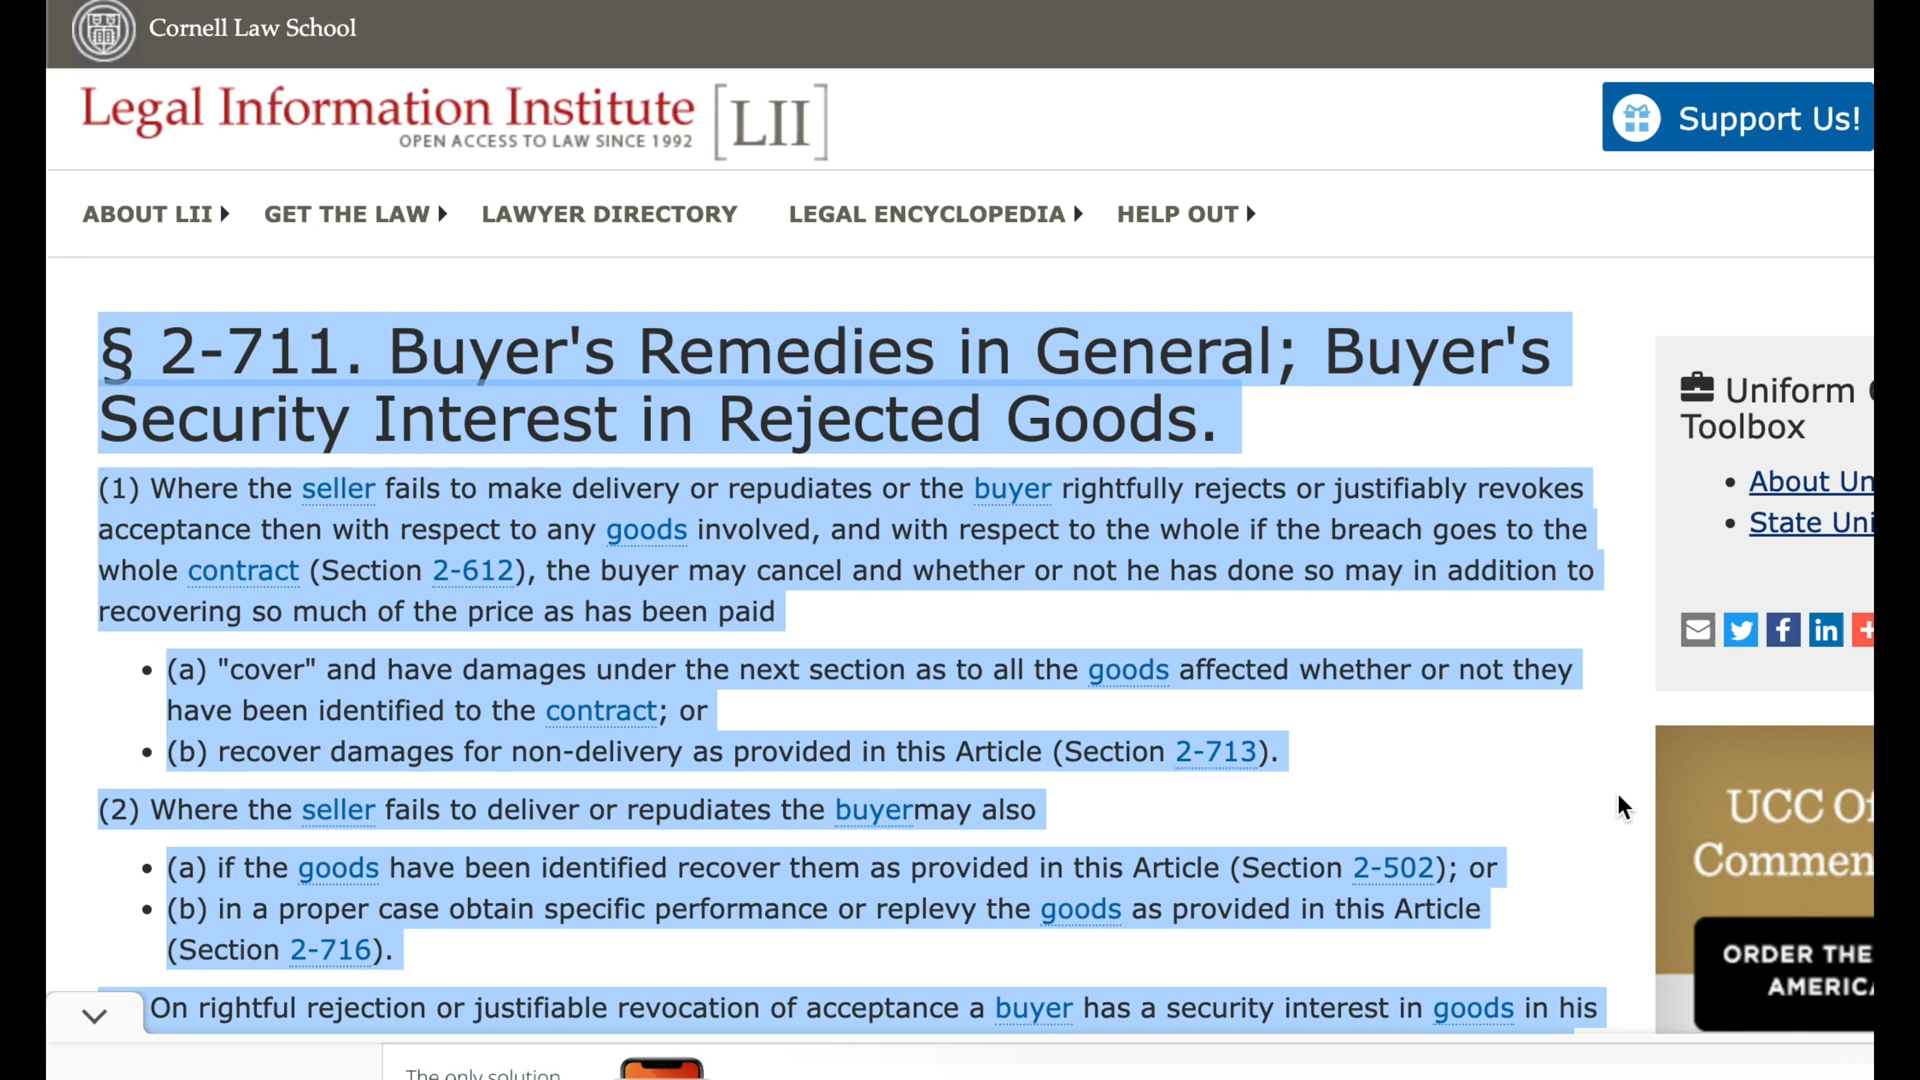 Cornell Law School
Legal Information Institute [LII]
OPEN ACCESS TO LAW SINCE 1992
Support Us!
ABOUT LII GET THE LAW LAWYER DIRECTORY LEGAL ENCYCLOPEDIA HELP OUT
§ 2-711. Buyer's Remedies in General; Buyer's
Security Interest in Rejected Goods.
(1) Where the seller fails to make delivery or repudiates or the buyer rightfully rejects or justifiably revokes
acceptance then with respect to any goods involved, and with respect to the whole if the breach goes to the
whole contract (Section 2-612), the buyer may cancel and whether or not he has done so may in addition to
recovering so much of the price as has been paid
• (a) "cover" and have damages under the next section as to all the goods affected whether or not they
have been identified to the contract; or
• (b) recover damages for non-delivery as provided in this Article (Section 2-713).
(2) Where the seller fails to deliver or repudiates the buyermay also
• (a) if the goods have been identified recover them as provided in this Article (Section 2-502); or
• (b) in a proper case obtain specific performance or replevy the goods as provided in this Article
(Section 2-716).
On rightful rejection or justifiable revocation of acceptance a buyer has a security interest in goods in his
Uniform
Toolbox
• About Un
• State Uni
UCC Of
Commen
ORDER THE
AMERICA
The only solution